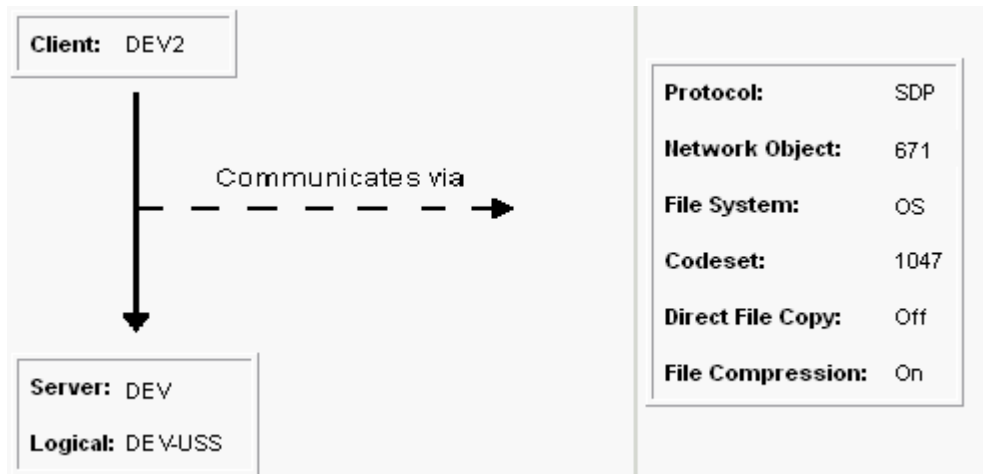 Client: DEV2
Communicates via
Server: DEV
Logical: DEV-USS
Protocol: SDP
Network Object: 671
File System: OS
Codeset: 1047
Direct File Copy: Off
File Compression: On